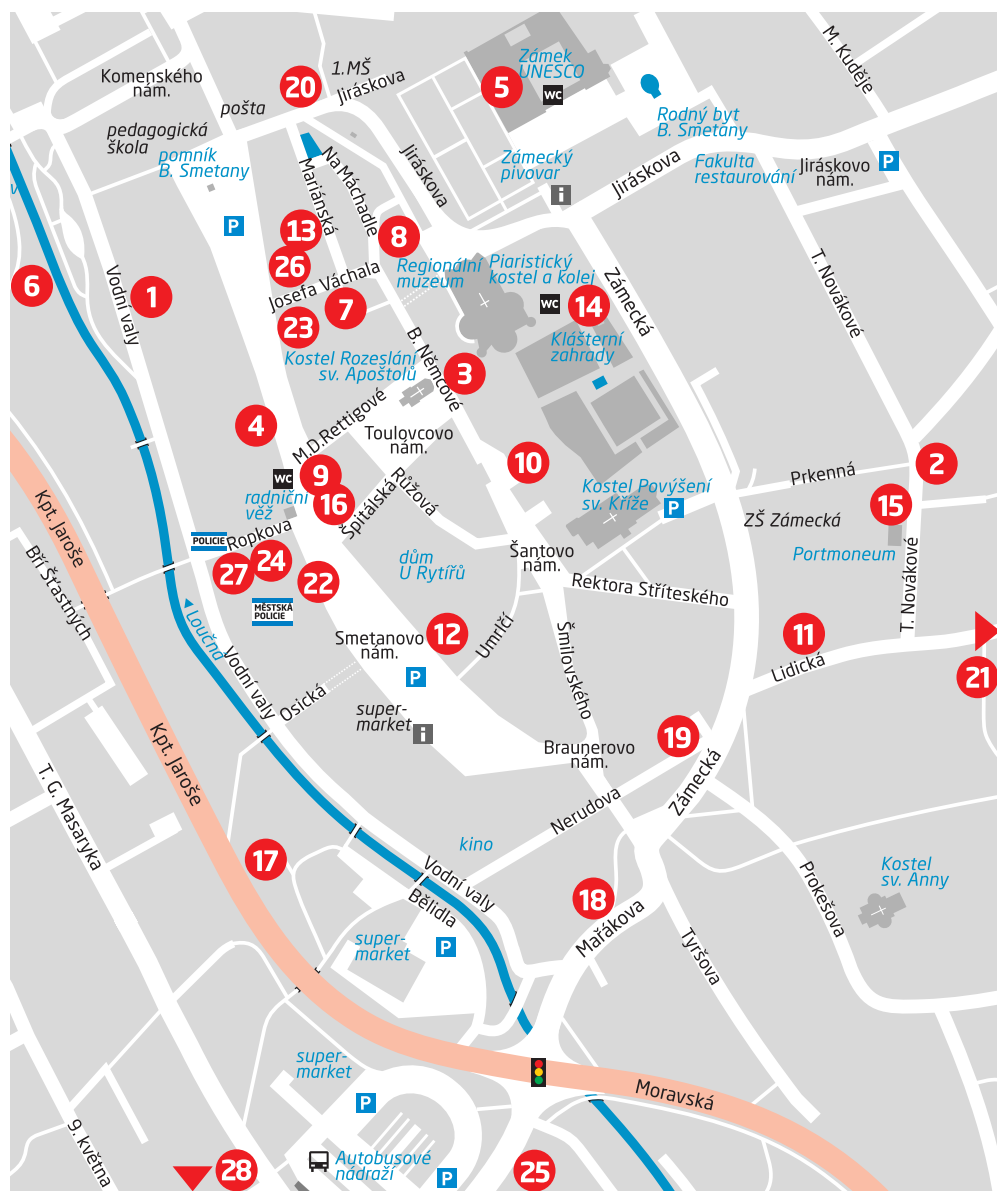 M. Kuděje
Zámek
UNESCO
1.MŠ
Jiráskova
Komenského
nám.
20
5
WC
pošta
pedagogická
škola
Rodný byt
B. Smetany
pomník
B. Smetany
Mariánská
Na Máchadle
Jiráskova
Zámecký
pivovar
i
Jiráskova
Fakulta
restaurování
Jiráskovo
nám.
P
v
P
13
8
6
1
Vodní valy
26
Josefa Váchala
7
23
Regionální
muzeum
Piaristický
kostel a kolej
WC
14
Zámecká
T. Novákové
Klášterní
zahrady
B. Němcové
Kostel Rozeslání
sv. Apoštolů
3
4
M.D.Rettigové
Toulovcovo
nám.
10
Prkenná
2
WC
9
16
Špitálská
Růžová
radniční
věž
Kostel Povýšení
sv. Kříže
P
15
ZŠ Zámecká
Portmoneum
Kpt. Jaroše
Bří Šťastných
POLICIE
Ropkova
27
24
22
MĚSTSKÁ
POLICIE
dům
U Rytířů
Šantovo
nám.
Rektora Stříteského
T. Novákové
Loučná
Vodní valy
Smetanovo
nám.
12
Umrlčí
Šmilovského
11
Lidická
21
P
Osická
super-
market
i
Braunerovo
nám.
19
Zámecká
Kpt. Jaroše
T. G. Masaryka
Nerudova
17
kino
Vodní valy
Bělidla
Prokešova
Kostel
sv. Anny
18
Mařákova
Tyršova
super-
market
P
super-
market
P
Moravská
9. května
28
Autobusové
nádraží
P
25